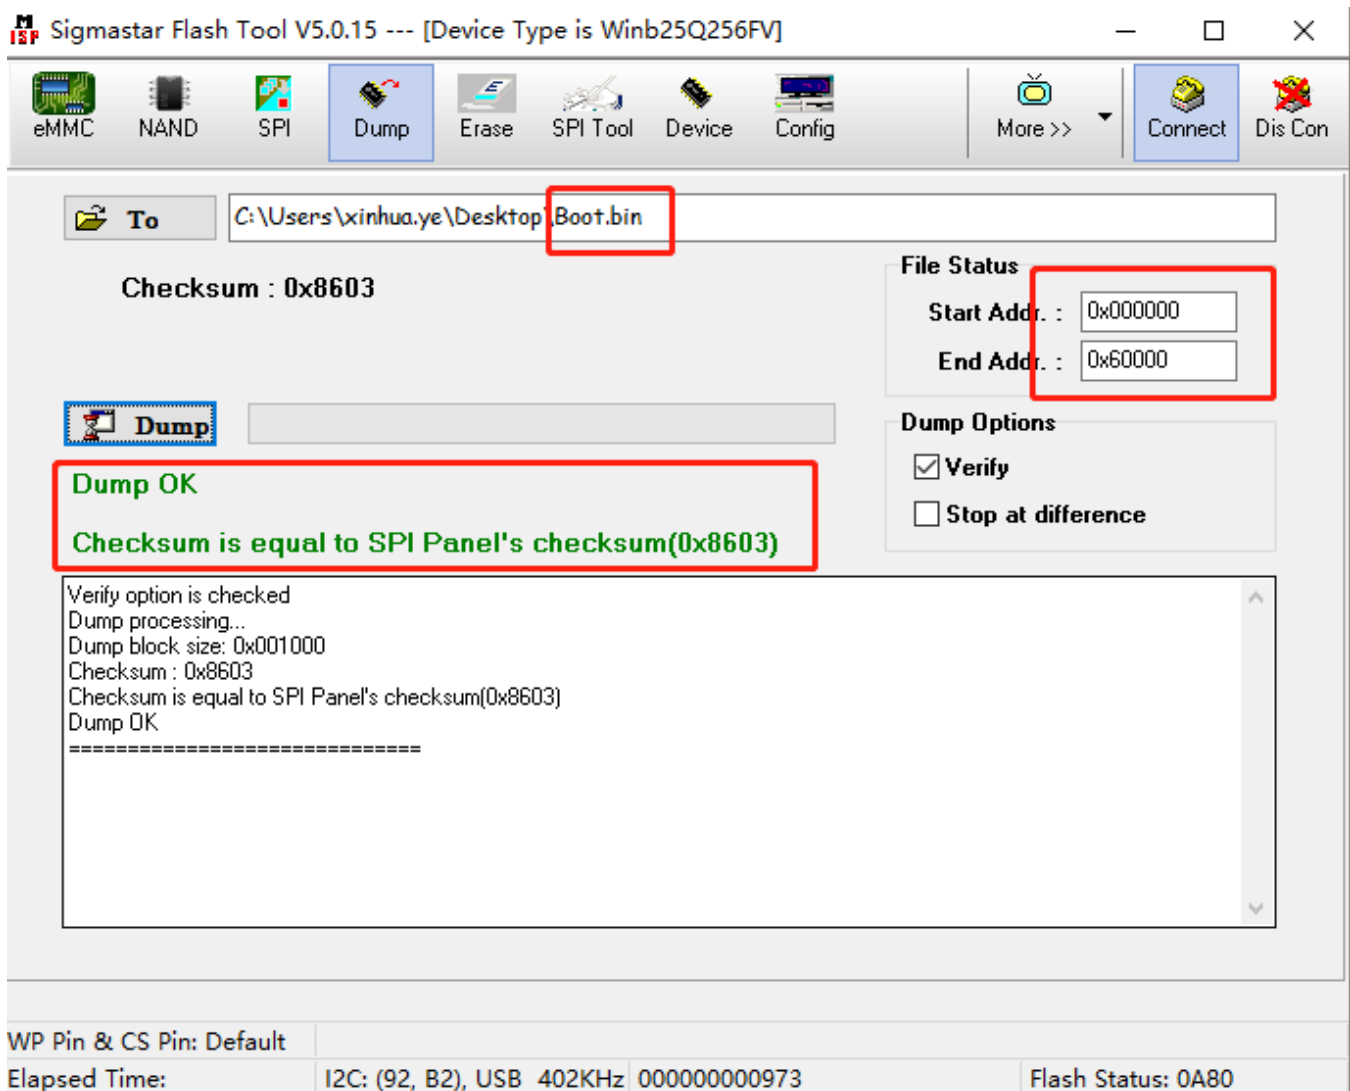 Sigmastar Flash Tool V5.0.15 --- [Device Type is Winb25Q256FV]
eMMC NAND SPI Dump Erase SPI Tool Device Config More >> Connect Dis Con
To C:\Users\xinhua.ye\Desktop\Boot.bin
Checksum : 0x8603
File Status
Start Addr. : 0x000000
End Addr. : 0x60000
Dump
Dump Options
Verify
Stop at difference
Dump OK
Checksum is equal to SPI Panel's checksum(0x8603)
Verify option is checked
Dump processing...
Dump block size: 0x001000
Checksum : 0x8603
Checksum is equal to SPI Panel's checksum(0x8603)
Dump OK
==============================
WP Pin & CS Pin: Default
Elapsed Time: I2C: (92, B2), USB 402KHz 000000000973 Flash Status: 0A80